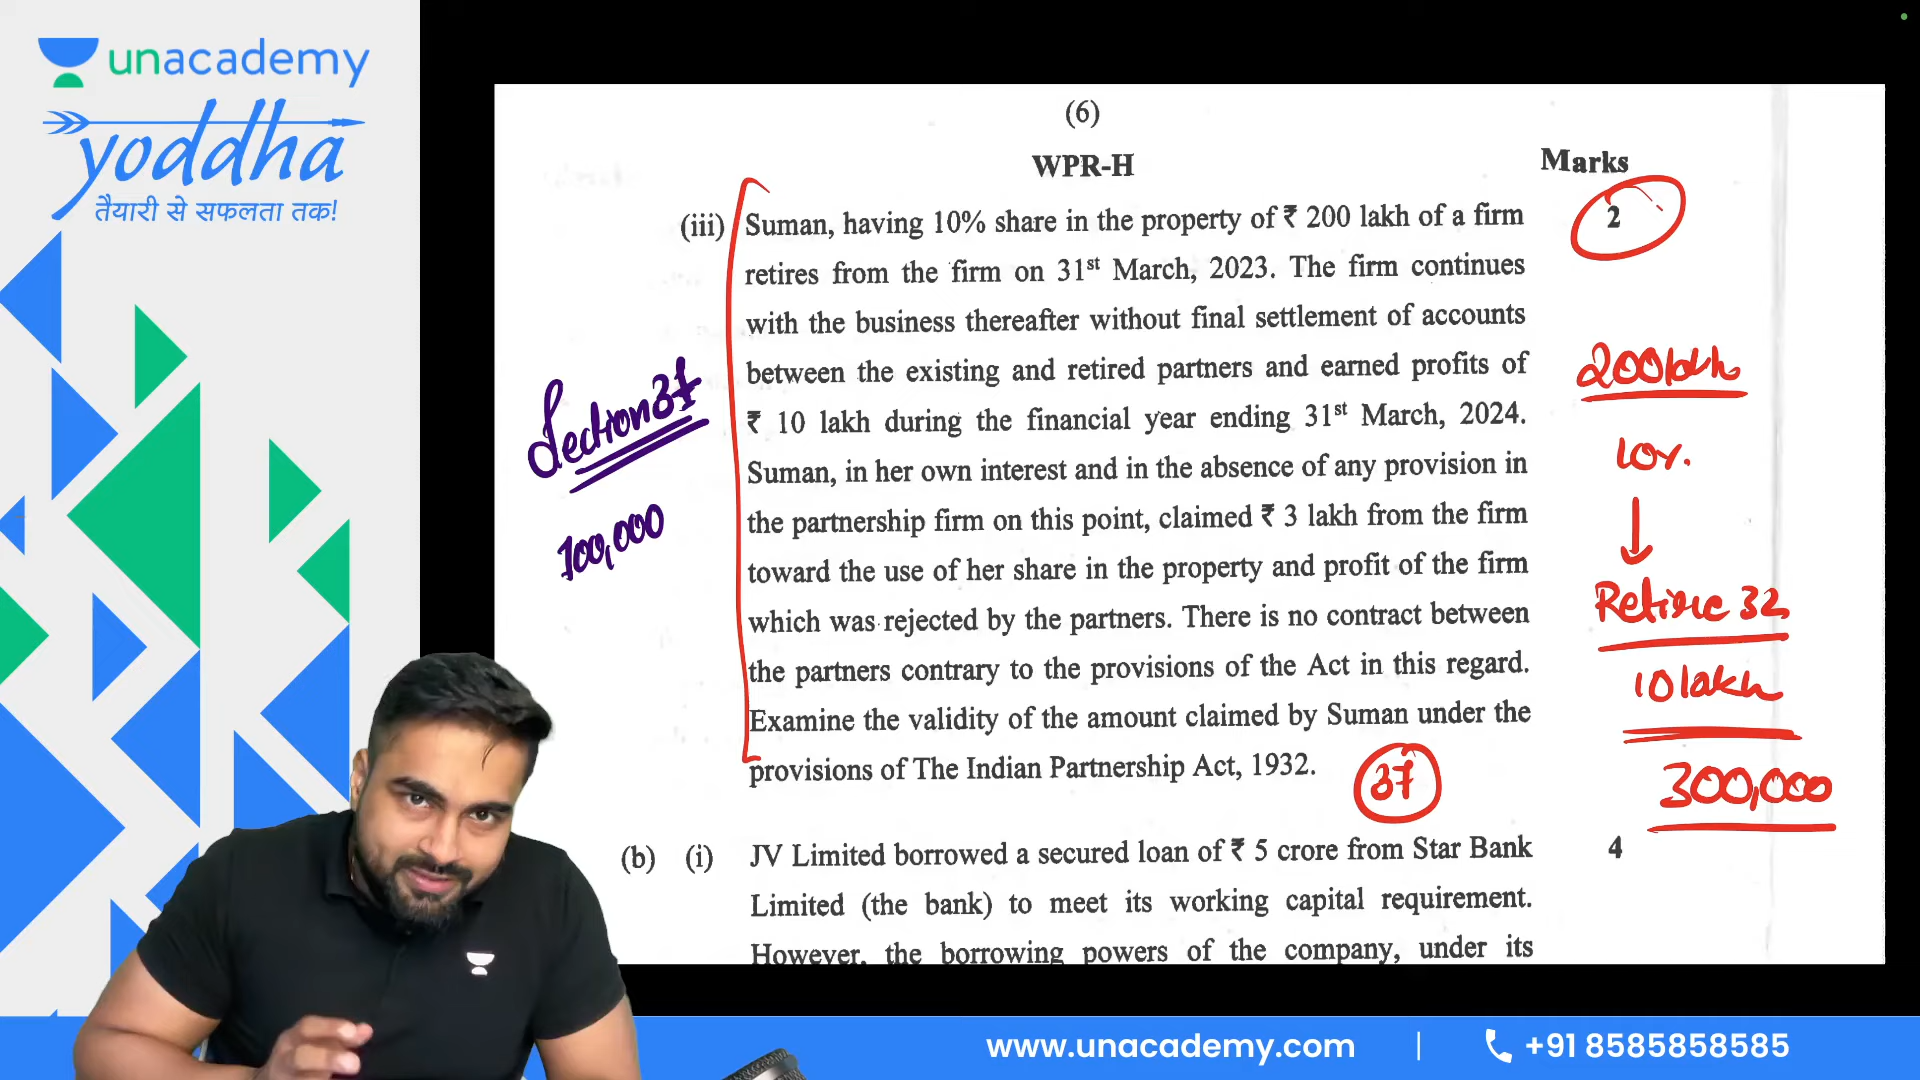 unacademy
yoddha
तैयारी से सफलता तक!
(6)
WPR-H
Marks
(iii) Suman, having 10% share in the property of ₹ 200 lakh of a firm 2
retires from the firm on 31st March, 2023. The firm continues
with the business thereafter without final settlement of accounts
between the existing and retired partners and earned profits of
₹ 10 lakh during the financial year ending 31st March, 2024.
Suman, in her own interest and in the absence of any provision in
the partnership firm on this point, claimed ₹ 3 lakh from the firm
toward the use of her share in the property and profit of the firm
which was rejected by the partners. There is no contract between
the partners contrary to the provisions of the Act in this regard.
Examine the validity of the amount claimed by Suman under the
provisions of The Indian Partnership Act, 1932.
37
Section 37
100,000
200 lakh
10%.
Retire 32
10 lakh
300,000
(b) (i) JV Limited borrowed a secured loan of ₹ 5 crore from Star Bank 4
Limited (the bank) to meet its working capital requirement.
However, the borrowing powers of the company, under its
www.unacademy.com | +91 8585858585